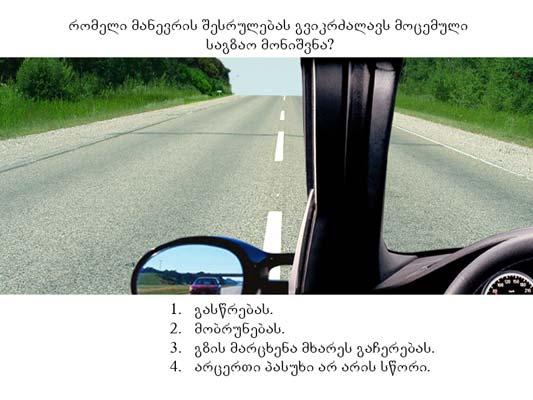 რომელი მანევრის შესრულებას გვიკრძალავს მოცემული
საგზაო მონიშვნა?
1. გასწრებას.
2. მობრუნებას.
3. გზის მარცხენა მხარეს გაჩერებას.
4. არცერთი პასუხი არ არის სწორი.